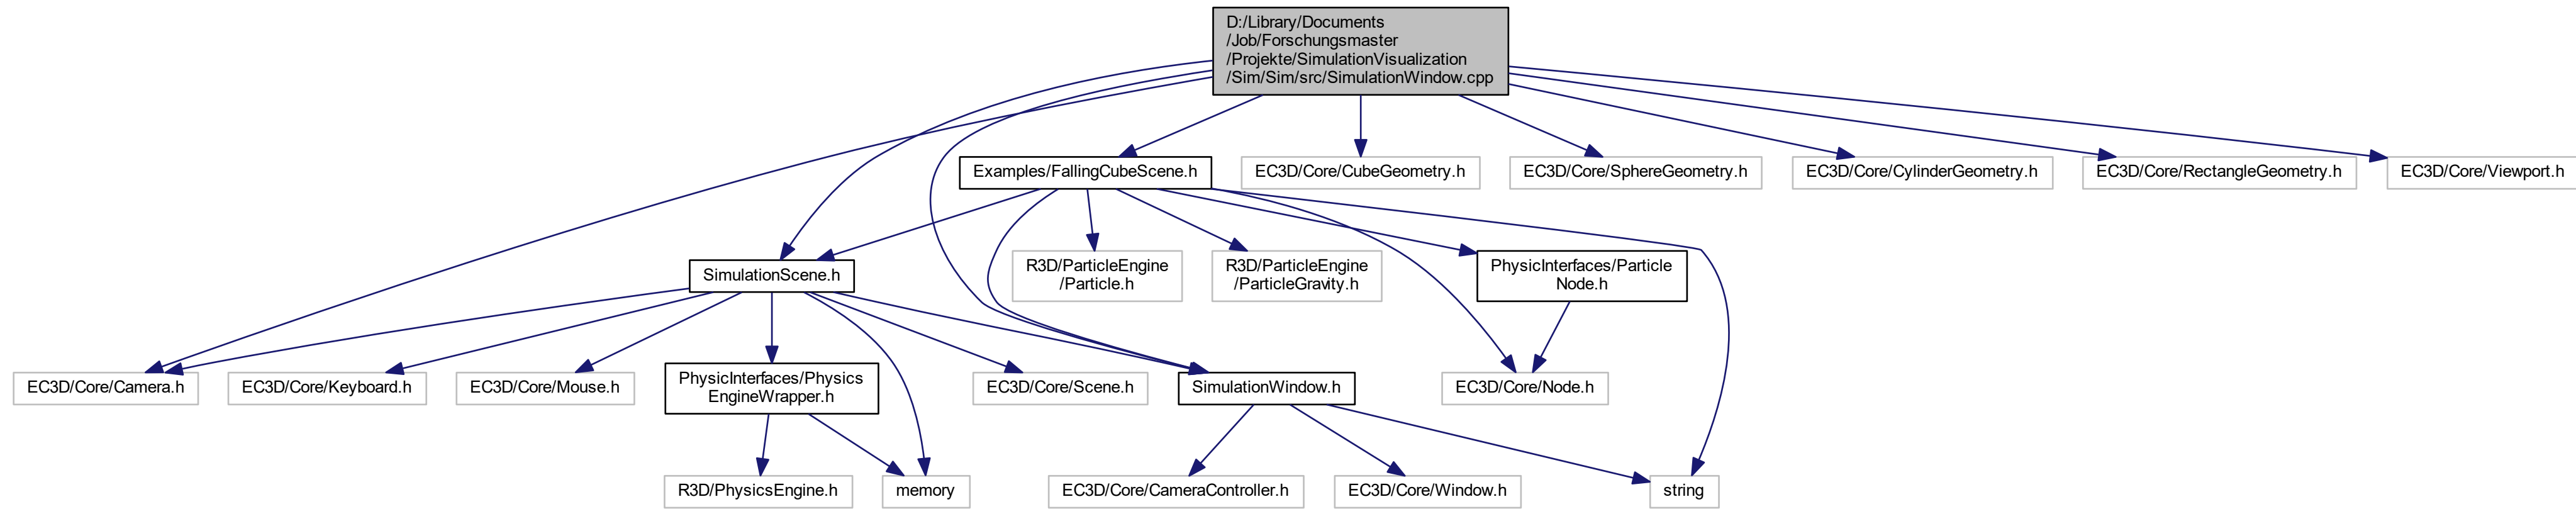 D:/Library/Documents
/Job/Forschungsmaster
/Projekte/SimulationVisualization
/Sim/Sim/src/SimulationWindow.cpp
Examples/FallingCubeScene.h
EC3D/Core/CubeGeometry.h
EC3D/Core/SphereGeometry.h
EC3D/Core/CylinderGeometry.h
EC3D/Core/RectangleGeometry.h
EC3D/Core/Viewport.h
SimulationScene.h
R3D/ParticleEngine
/Particle.h
R3D/ParticleEngine
/ParticleGravity.h
PhysicInterfaces/Particle
Node.h
EC3D/Core/Camera.h
EC3D/Core/Keyboard.h
EC3D/Core/Mouse.h
PhysicInterfaces/Physics
EngineWrapper.h
EC3D/Core/Scene.h
SimulationWindow.h
EC3D/Core/Node.h
R3D/PhysicsEngine.h
memory
EC3D/Core/CameraController.h
EC3D/Core/Window.h
string